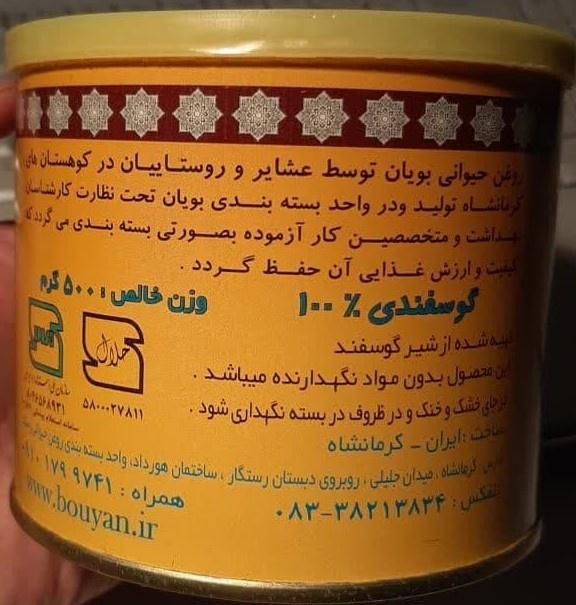 روغن حیوانی بویان توسط عشایر و روستاییان در کوهستان های
کرمانشاه تولید ودر واحد بسته بندی بویان تحت نظارت کارشناسان
بهداشت و متخصصین کار آزموده بصورتی بسته بندی می گردد که
کیفیت و ارزش غذایی آن حفظ گردد .
گوسفندی ٪ ۱۰۰
وزن خالص : ۵۰۰ گرم
تهیه شده از شیر گوسفند
این محصول بدون مواد نگهدارنده میباشد .
در جای خشک و خنک و در ظروف در بسته نگهداری شود .
حلال
۵۸۰۰۰۲۷۸۱۱
ساخت : ایران - کرمانشاه
آدرس: کرمانشاه ، میدان جلیلی ، روبروی دبستان رستگار ، ساختمان هورداد، واحد بسته بندی روغن حیوانی
تلفکس : ۰۸۳-۳۸۲۱۳۸۳۴
همراه : ۱۷۹ ۹۷۴۱
www.bouyan.ir